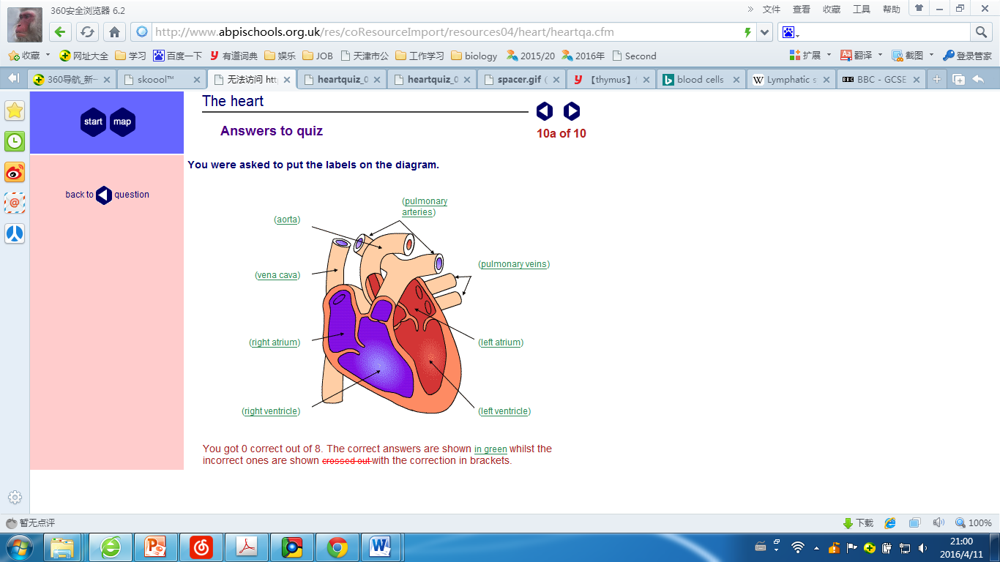 360安全浏览器 6.2
» 文件 查看 收藏 工具 帮助
http://www.abpischools.org.uk/res/coResourceImport/resources04/heart/heartqa.cfm
收藏 网址大全 学习 百度一下 有道词典 娱乐 JOB 天津市公 工作学习 biology 2015/20 2016年 Second
扩展 翻译 截图 登录管家
360导航_新一 skoool™ 无法访问 http heartquiz_0 heartquiz_0 spacer.gif ( 【thymus】 blood cells Lymphatic s BBC - GCSE
The heart
start map
Answers to quiz
10a of 10
You were asked to put the labels on the diagram.
back to question
(pulmonary
arteries)
(aorta)
(pulmonary veins)
(vena cava)
(right atrium)
(left atrium)
(right ventricle)
(left ventricle)
You got 0 correct out of 8. The correct answers are shown in green whilst the
incorrect ones are shown crossed out with the correction in brackets.
暂无点评
下载 100%
21:00
2016/4/11